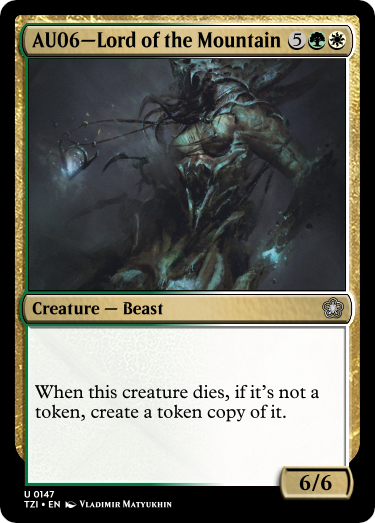 AU06—Lord of the Mountain 5
Creature — Beast
When this creature dies, if it's not a
token, create a token copy of it.
6/6
U 0147
TZI • EN Vladimir Matyukhin